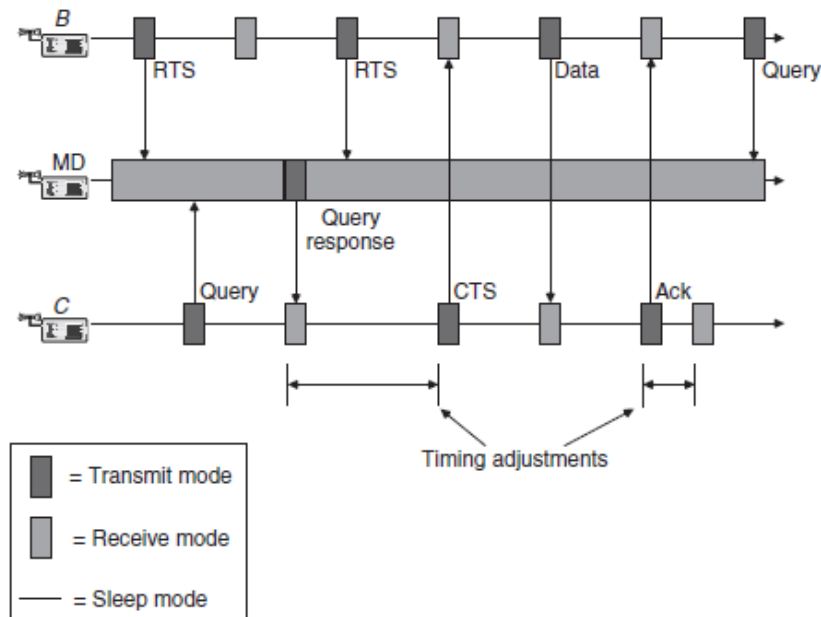 B
RTS
RTS
Data
Query
MD
Query
response
Query
CTS
Ack
C
Timing adjustments
= Transmit mode
= Receive mode
= Sleep mode